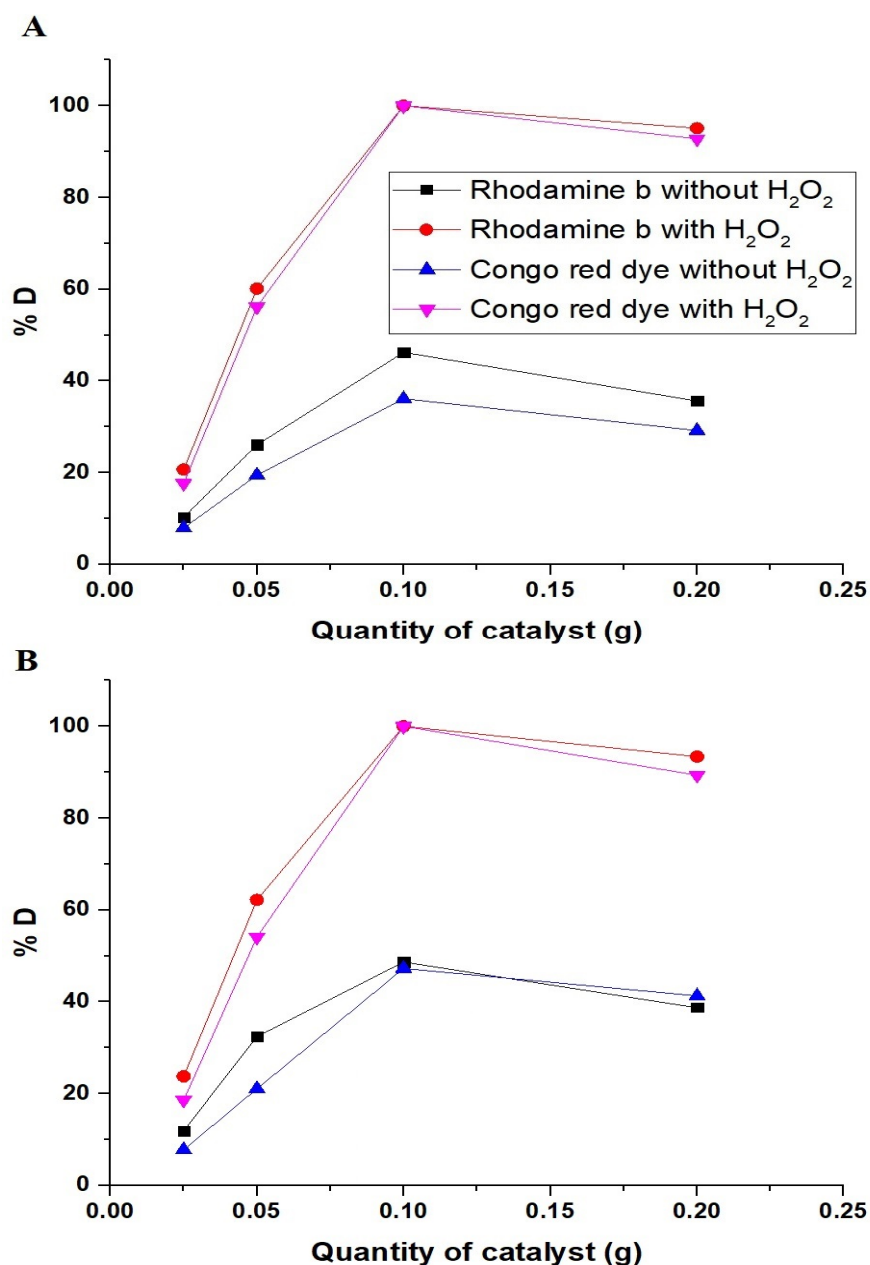 A
100
80
60
40
20
0
% D
Rhodamine b without H₂O₂
Rhodamine b with H₂O₂
Congo red dye without H₂O₂
Congo red dye with H₂O₂
0.00 0.05 0.10 0.15 0.20 0.25
Quantity of catalyst (g)
B
100
80
60
40
20
0
% D
0.00 0.05 0.10 0.15 0.20 0.25
Quantity of catalyst (g)